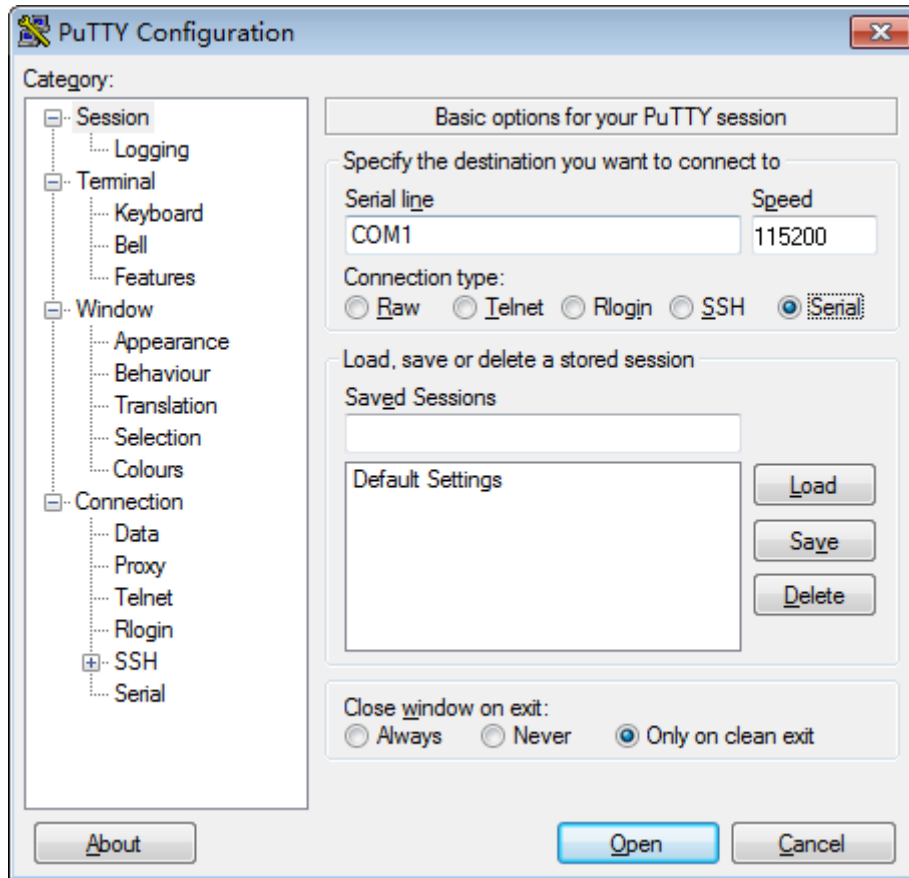 PuTTY Configuration
Category:
Session
Logging
Terminal
Keyboard
Bell
Features
Window
Appearance
Behaviour
Translation
Selection
Colours
Connection
Data
Proxy
Telnet
Rlogin
SSH
Serial
Basic options for your PuTTY session
Specify the destination you want to connect to
Serial line Speed
COM1 115200
Connection type:
Raw Telnet Rlogin SSH Serial
Load, save or delete a stored session
Saved Sessions
Default Settings
Load
Save
Delete
Close window on exit:
Always Never Only on clean exit
About Open Cancel